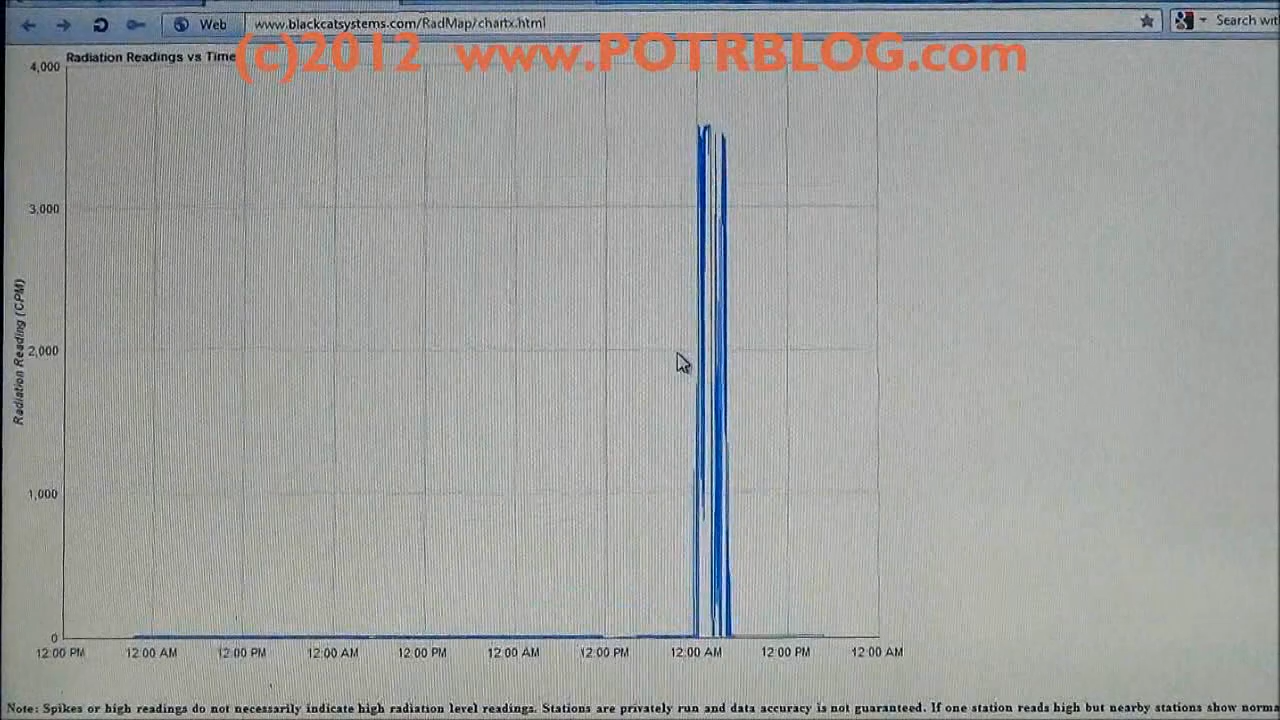 Web www.blackcatsystems.com/RadMap/chartx.html Search wit
(c)2012 www.POTRBLOG.com
Radiation Readings vs Time
4,000
3,000
2,000
1,000
0
Radiation Reading (CPM)
12:00 PM 12:00 AM 12:00 PM 12:00 AM 12:00 PM 12:00 AM 12:00 PM 12:00 AM 12:00 PM 12:00 AM
Note: Spikes or high readings do not necessarily indicate high radiation level readings. Stations are privately run and data accuracy is not guaranteed. If one station reads high but nearby stations show norma